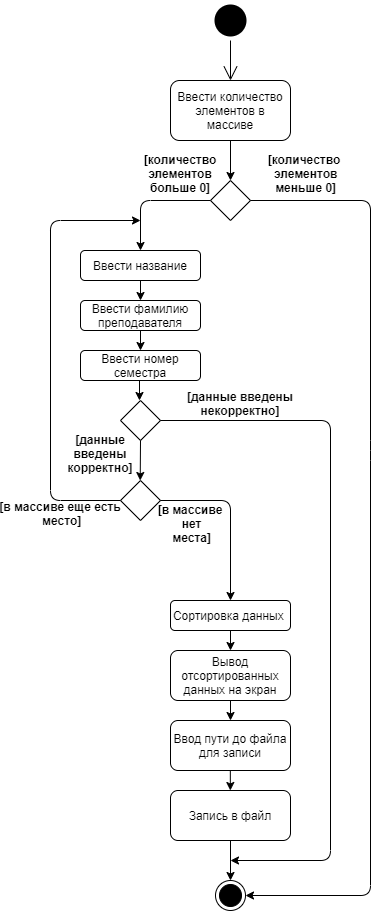 Ввести количество
элементов в
массиве
[количество
элементов
больше 0]
[количество
элементов
меньше 0]
Ввести название
Ввести фамилию
преподавателя
Ввести номер
семестра
[данные введены
некорректно]
[данные
введены
корректно]
[в массиве еще есть
место]
[в массиве
нет
места]
Сортировка данных
Вывод
отсортированных
данных на экран
Ввод пути до файла
для записи
Запись в файл